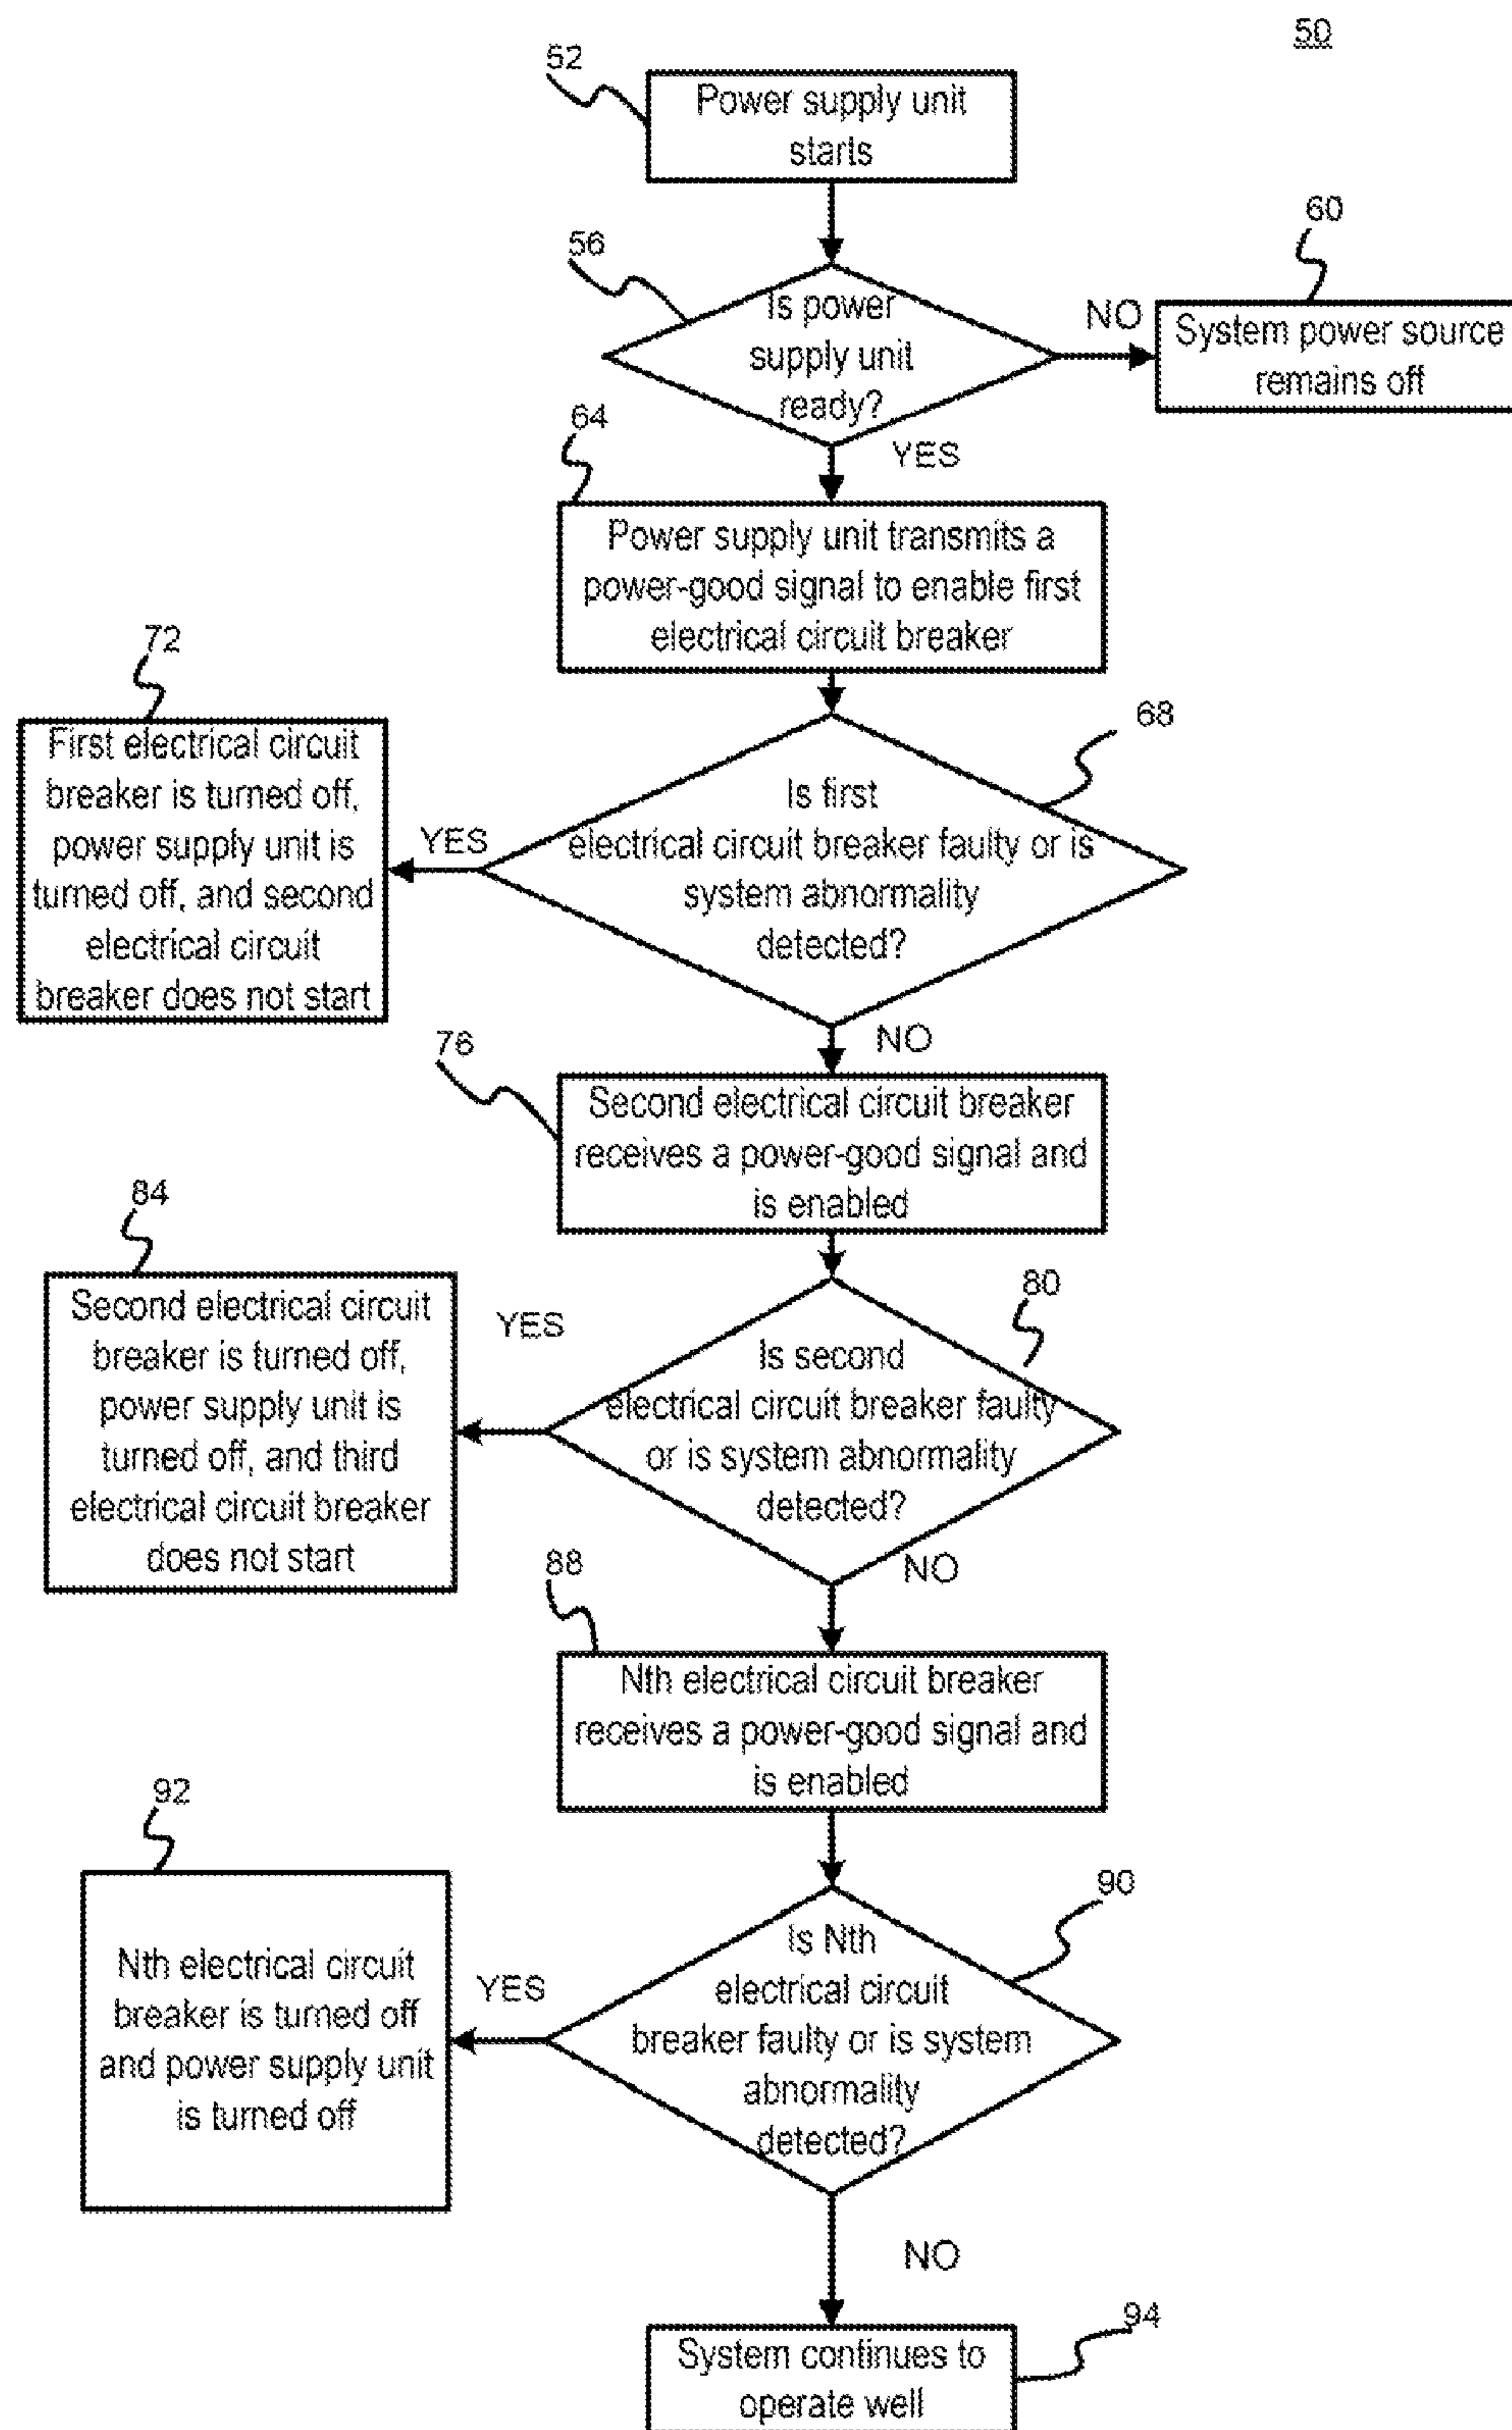 50
52
Power supply unit
starts
56
60
Is power
supply unit
ready?
NO
System power source
remains off
YES
64
Power supply unit transmits a
power-good signal to enable first
electrical circuit breaker
72
68
First electrical circuit
breaker is turned off,
power supply unit is
turned off, and second
electrical circuit
breaker does not start
YES
Is first
electrical circuit breaker faulty or is
system abnormality
detected?
NO
76
Second electrical circuit breaker
receives a power-good signal and
is enabled
84
80
Second electrical circuit
breaker is turned off,
power supply unit is
turned off, and third
electrical circuit breaker
does not start
YES
Is second
electrical circuit breaker faulty
or is system abnormality
detected?
NO
88
Nth electrical circuit breaker
receives a power-good signal and
is enabled
92
90
Nth electrical circuit
breaker is turned off
and power supply unit
is turned off
YES
Is Nth
electrical circuit
breaker faulty or is system
abnormality
detected?
NO
94
System continues to
operate well